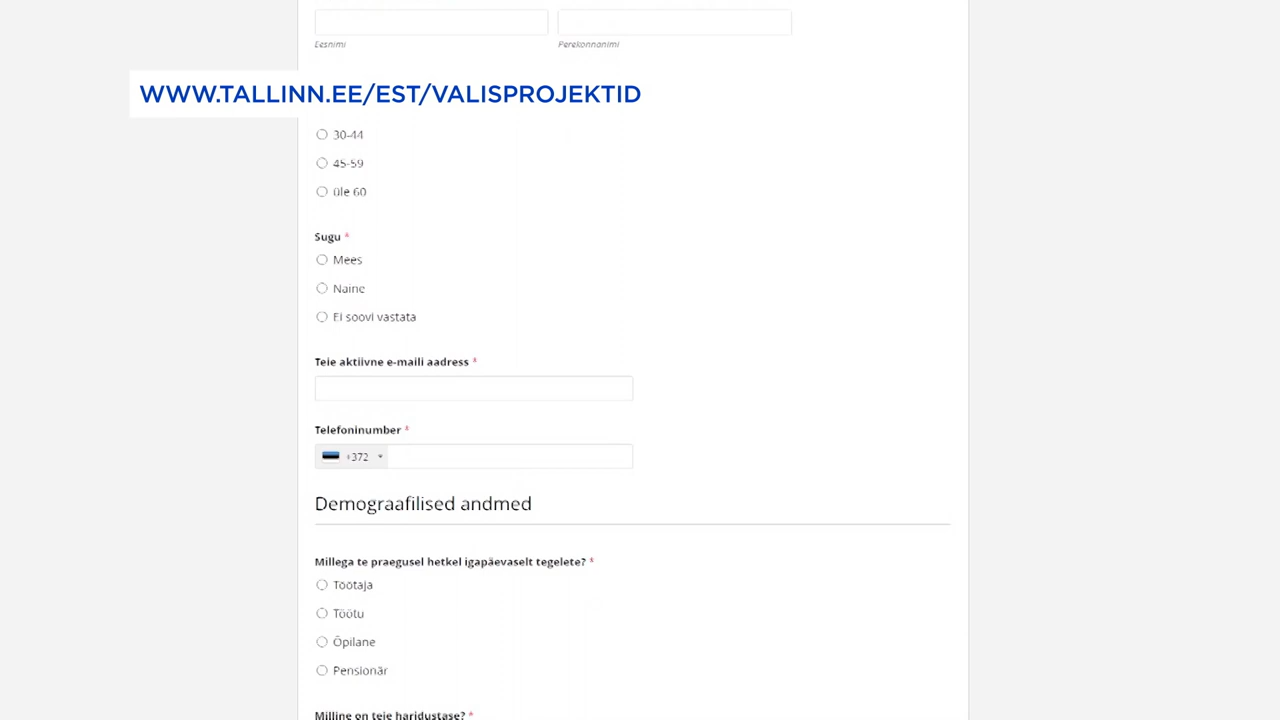 Eesnimi Perekonnanimi
WWW.TALLINN.EE/EST/VALISPROJEKTID
30-44
45-59
üle 60
Sugu *
Mees
Naine
Ei soovi vastata
Teie aktiivne e-maili aadress *
Telefoninumber *
+372
Demograafilised andmed
Millega te praegusel hetkel igapäevaselt tegelete? *
Töötaja
Töötu
Õpilane
Pensionär
Milline on teie haridustase? *